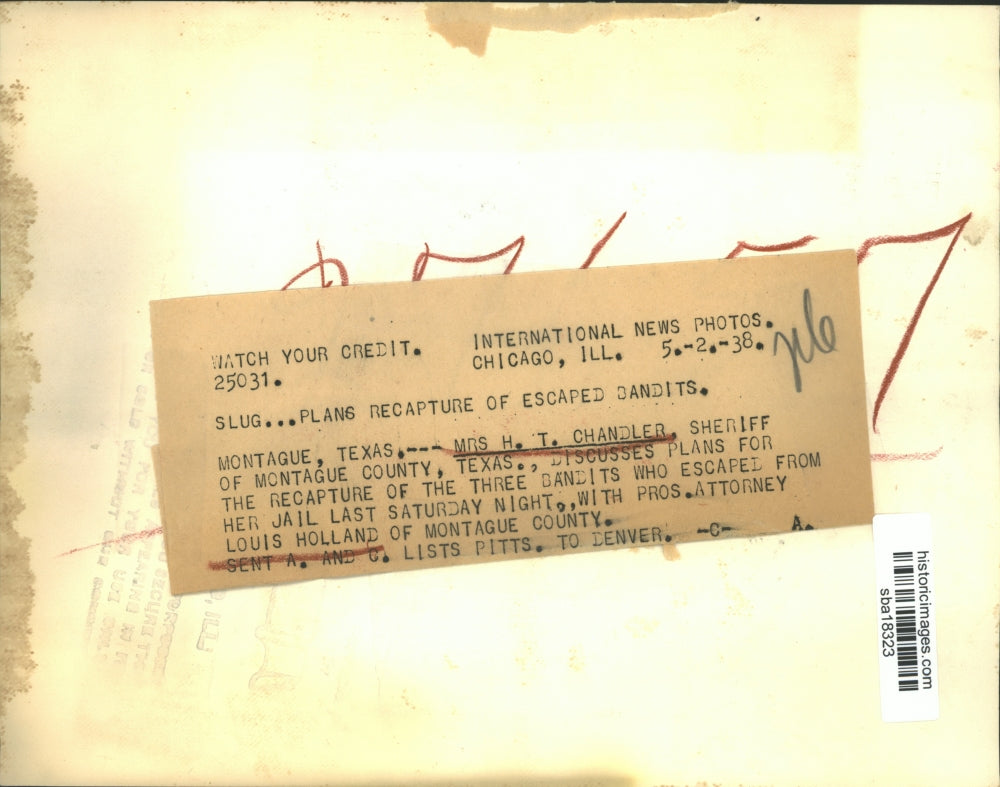 WATCH YOUR CREDIT. INTERNATIONAL NEWS PHOTOS.
25031. CHICAGO, ILL. 5.-2.-38.
SLUG...PLANS RECAPTURE OF ESCAPED BANDITS.
MONTAGUE, TEXAS.--- MRS H. T. CHANDLER, SHERIFF
OF MONTAGUE COUNTY, TEXAS., DISCUSSES PLANS FOR
THE RECAPTURE OF THE THREE BANDITS WHO ESCAPED FROM
HER JAIL LAST SATURDAY NIGHT,,WITH PROS.ATTORNEY
LOUIS HOLLAND OF MONTAGUE COUNTY.
SENT A. AND C. LISTS PITTS. TO DENVER. -C- A.
historicimages.com
sba18323